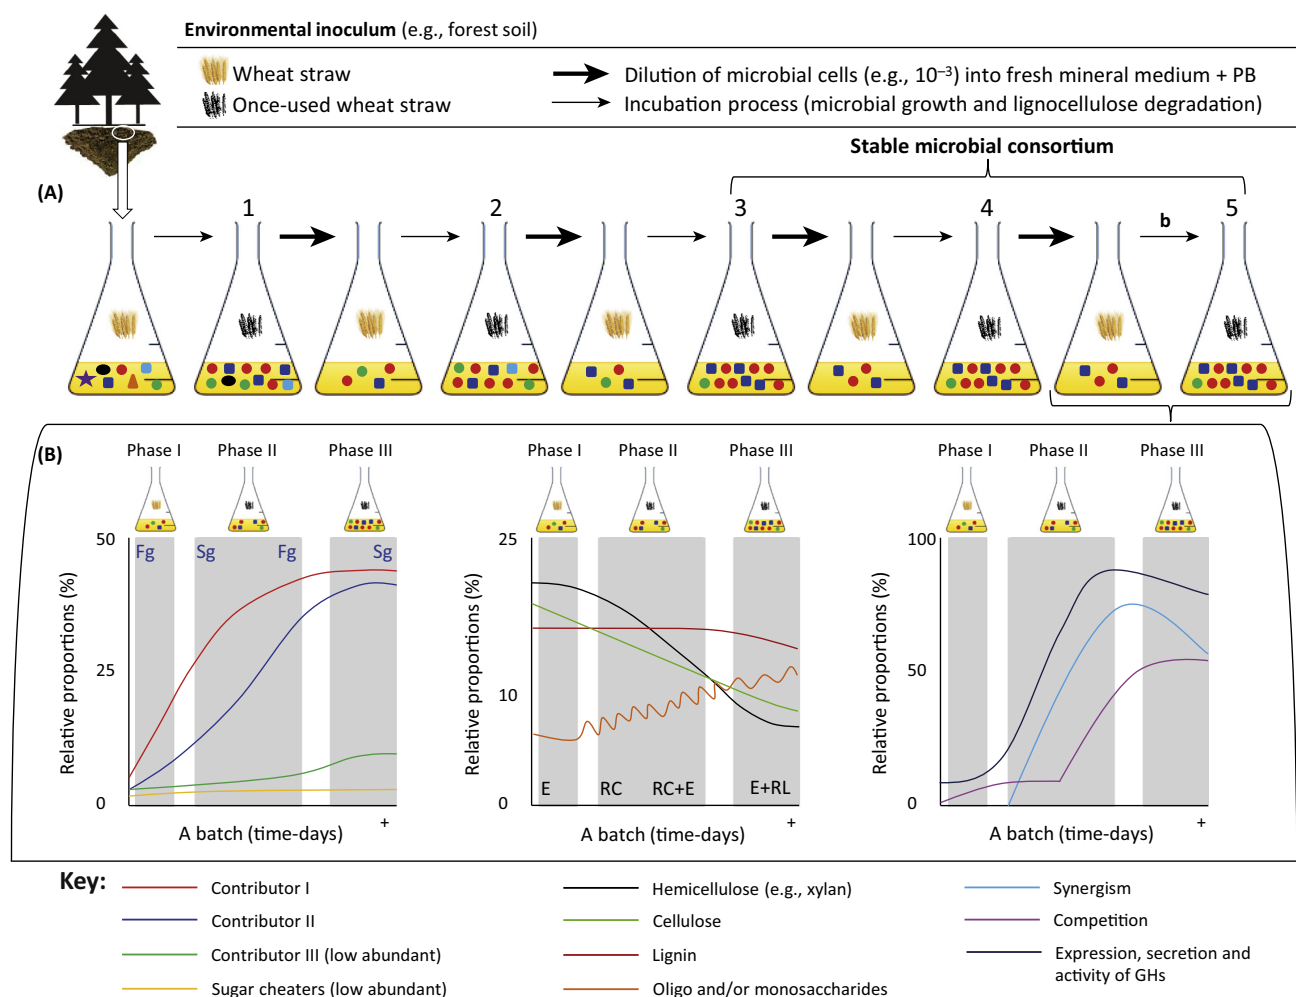 Environmental inoculum (e.g., forest soil)
Wheat straw
Dilution of microbial cells (e.g., 10⁻³) into fresh mineral medium + PB
Once-used wheat straw
Incubation process (microbial growth and lignocellulose degradation)
Stable microbial consortium
(A)
1
2
3
4
b
5
(B)
Phase I
Phase II
Phase III
Phase I
Phase II
Phase III
Phase I
Phase II
Phase III
Relative proportions (%)
50
25
0
Fg
Sg
Fg
Sg
+
A batch (time-days)
Relative proportions (%)
25
10
0
E
RC
RC+E
E+RL
+
A batch (time-days)
Relative proportions (%)
100
50
0
+
A batch (time-days)
Key:
Contributor I
Contributor II
Contributor III (low abundant)
Sugar cheaters (low abundant)
Hemicellulose (e.g., xylan)
Cellulose
Lignin
Oligo and/or monosaccharides
Synergism
Competition
Expression, secretion and
activity of GHs